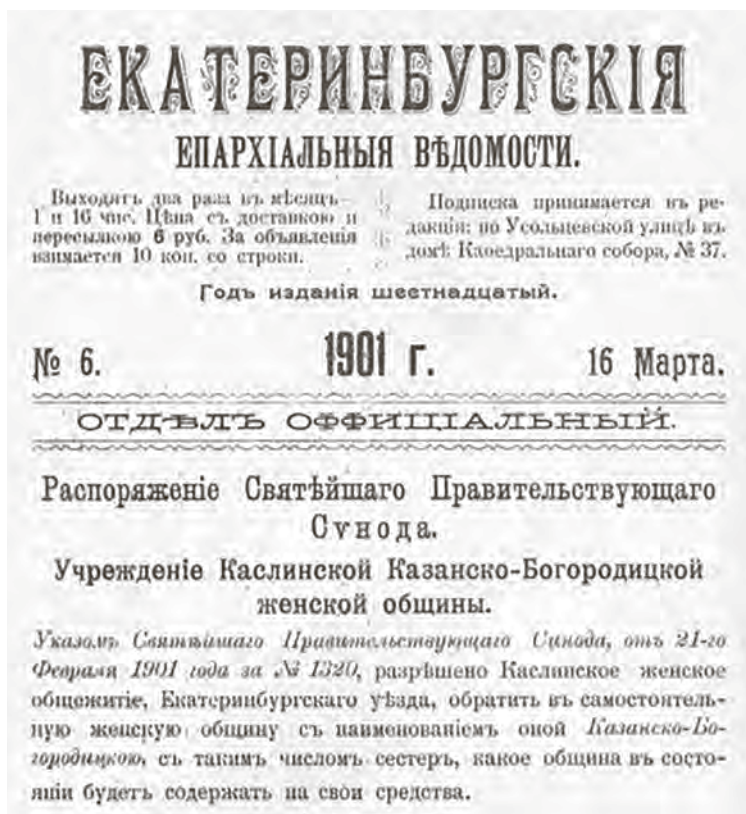 ЕКАТЕРИНБУРГСКІЯ
ЕПАРХІАЛЬНЫЯ ВѢДОМОСТИ.
Выходятъ два раза въ мѣсяцъ—
1 и 16 чис. Цѣна съ доставкою и
пересылкою 6 руб. За объявленія
взимается 10 коп. со строки.
Подписка принимается въ ре-
дакціи: по Усольцевской улицѣ въ
домѣ Каѳедральнаго собора, № 37.
Годъ изданія шестнадцатый.
№ 6.
1901 г.
16 Марта.
ОТДѢЛЪ ОФФИЦІАЛЬНЫЙ.
Распоряженіе Святѣйшаго Правительствующаго
Сѵнода.
Учрежденіе Каслинской Казанско-Богородицкой
женской общины.
Указомъ Святѣйшаго Правительствующаго Синода, отъ 21-го
Февраля 1901 года за № 1320, разрѣшено Каслинское женское
общежитіе, Екатеринбургскаго уѣзда, обратить въ самостоятель-
ную женскую общину съ наименованіемъ оной Казанско-Бо-
городицкою, съ такимъ числомъ сестеръ, какое община въ состо-
яніи будетъ содержать на свои средства.